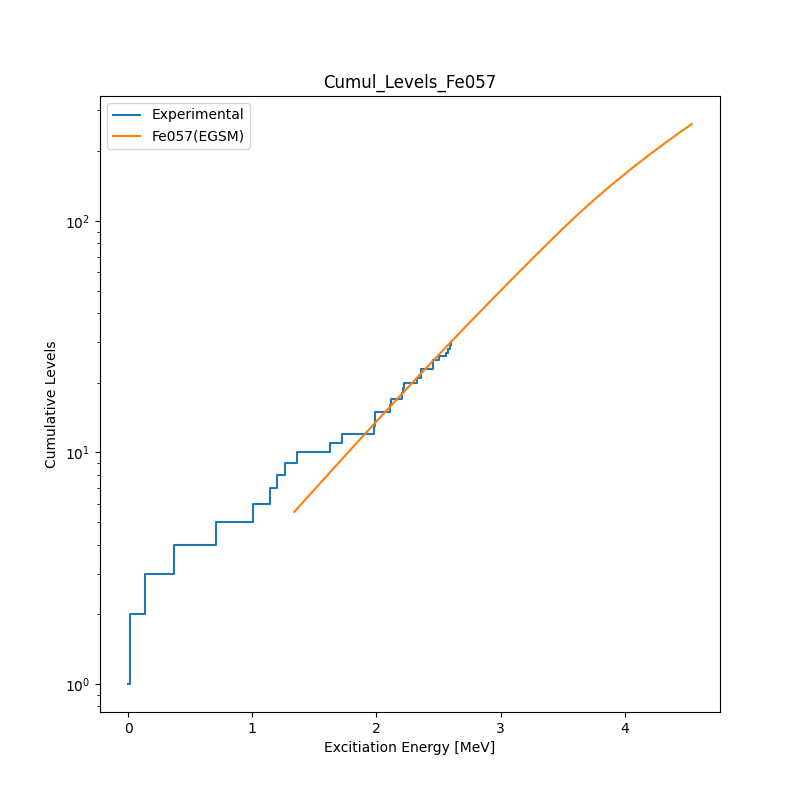 Cumul_Levels_Fe057
Experimental
Fe057(EGSM)
10²
10¹
10⁰
Cumulative Levels
0 1 2 3 4
Excitiation Energy [MeV]